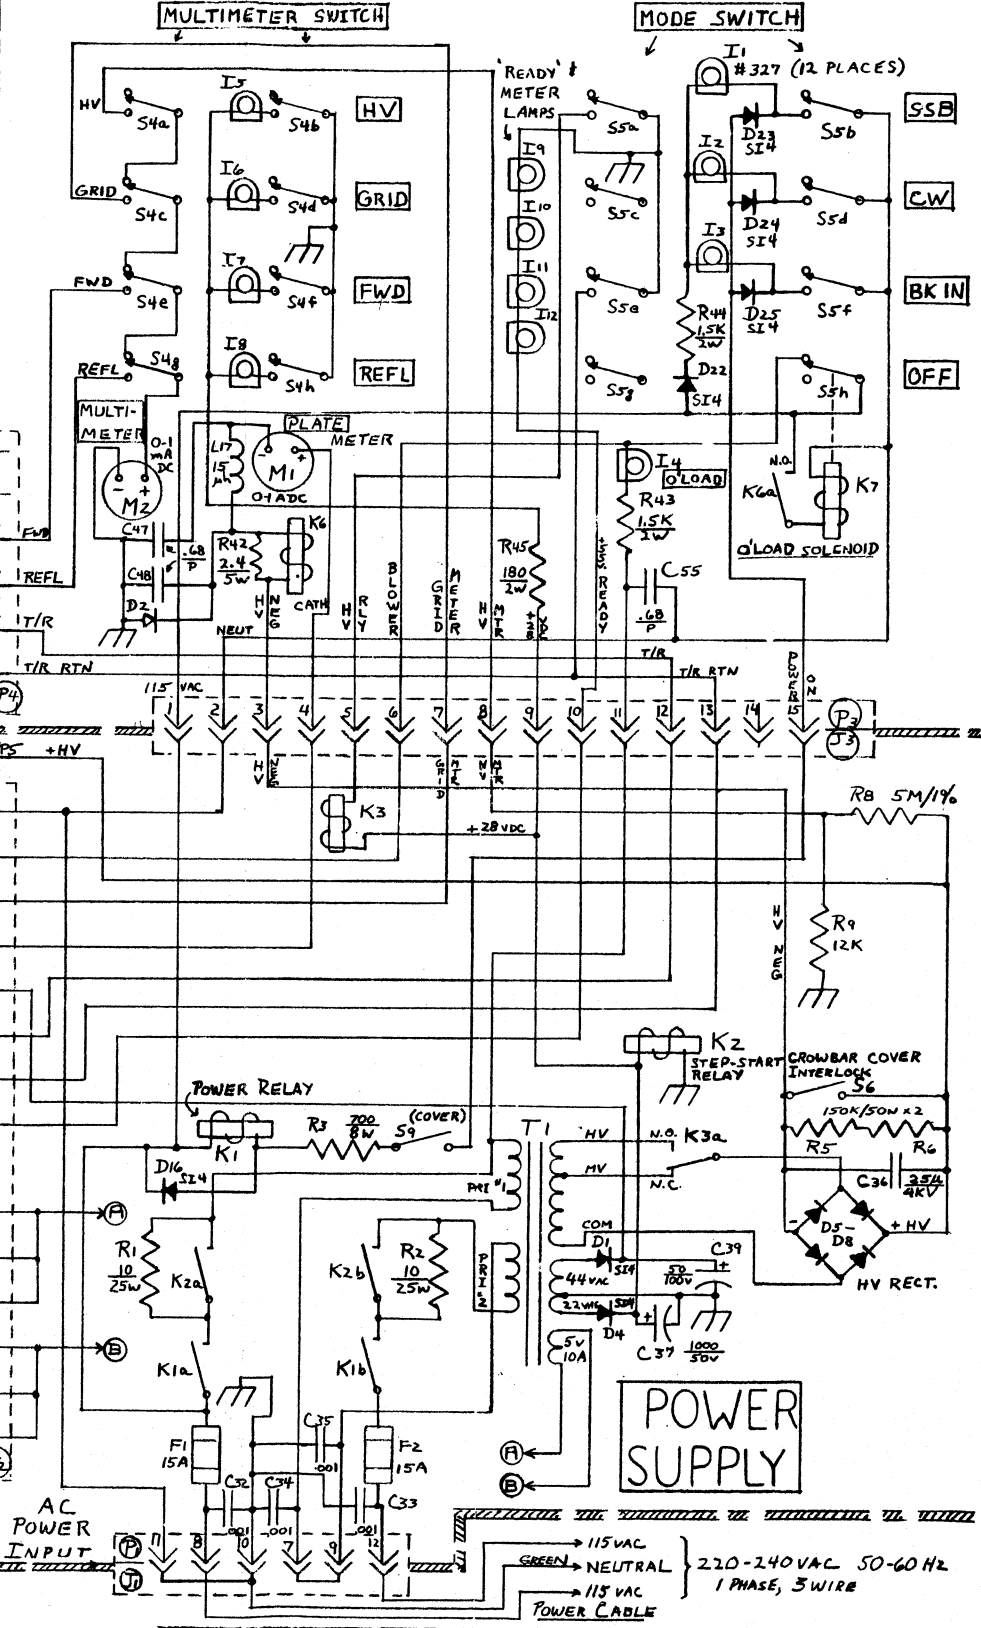 MULTIMETER SWITCH
MODE SWITCH
I1
#327 (12 PLACES)
'READY' &
METER
LAMPS
HV
S4a
I5
S4b
HV
S5a
D23
SI4
S5b
SSB
I9
I2
GRID
S4c
I6
S4d
GRID
I10
S5c
D24
SI4
S5d
CW
I3
FWD
S4e
I7
S4f
FWD
I11
S5e
D25
SI4
S5f
BK IN
I12
R44
1.5K
2W
REFL
S4g
I8
S4h
REFL
S5g
D22
SI4
S5h
OFF
MULTI-
METER
0-1
mA
DC
- +
M2
L17
15
µh
PLATE
METER
- +
M1
0-1 ADC
I4
O'LOAD
N.O.
K6a
K7
O'LOAD SOLENOID
R43
1.5K
2W
FWD
C47
.68
P
R42
2.4
5W
K6
R45
180
2W
C55
.68
P
REFL
C48
D2
HV NEG
CATH
HV RLY
BLOWER
GRID METER
HV MTR
+28 VDC
+SS. READY
T/R
NEUT
T/R
T/R RTN
T/R RTN
POWER ON
P4
115 VAC
1 2 3 4 5 6 7 8 9 10 11 12 13 14 15
P3
J3
+HV
HV NEG
GRID MTR
HV MTR
K3
+28 VDC
R8 5M/1%
HV NEG
R9
12K
K2
STEP-START
RELAY
CROWBAR COVER
INTERLOCK
S6
POWER RELAY
K1
R3
700
8W
(COVER)
S9
T1
HV
N.O.
K3a
MV
N.C.
150K/50W x2
R5
R6
C36
25µ
4KV
D16
SI4
PRI #1
COM
-
D5-
D8
+HV
HV RECT.
A
R1
10
25W
K2a
K2b
R2
10
25W
PRI #2
D1
SI4
44VAC
22VAC
D4
50
100V
C39
+
+
C37
1000
50V
5V
10A
B
K1a
K1b
F1
15A
C35
.001
F2
15A
A
B
POWER
SUPPLY
C32
.001
C34
.001
C33
.001
AC
POWER
INPUT
P1
J1
11 8 10 7 9 12
115 VAC
GREEN
NEUTRAL
115 VAC
220-240 VAC 50-60 Hz
1 PHASE, 3 WIRE
POWER CABLE